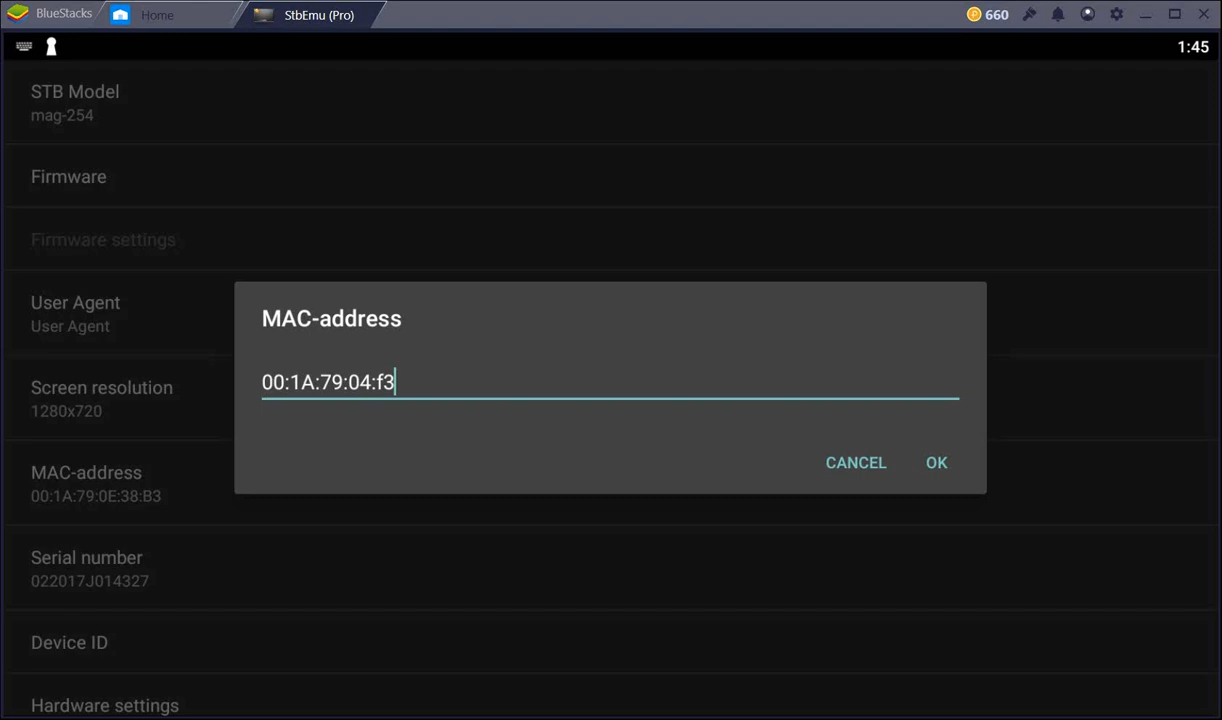 BlueStacks
Home
StbEmu (Pro)
660
1:45
STB Model
mag-254
Firmware
Firmware settings
User Agent
User Agent
Screen resolution
1280x720
MAC-address
00:1A:79:0E:38:B3
Serial number
022017J014327
Device ID
Hardware settings
MAC-address
00:1A:79:04:f3
CANCEL
OK